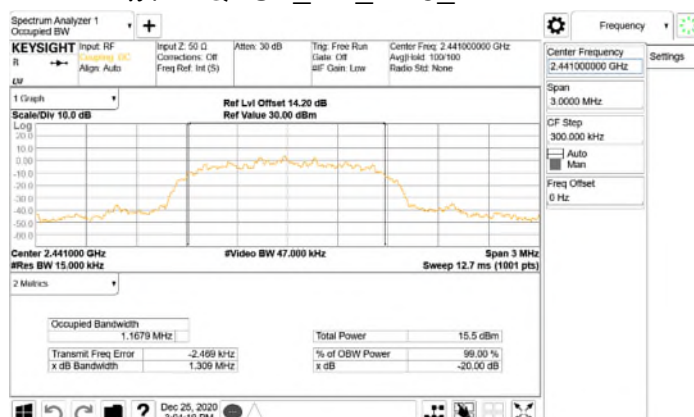 Spectrum Analyzer 1
Occupied BW
+
Frequency
KEYSIGHT
R
Input: RF
Coupling: DC
Align: Auto
Input Z: 50 Ω
Corrections: Off
Freq Ref: Int (S)
Atten: 30 dB
Trig: Free Run
Gate: Off
#IF Gain: Low
Center Freq: 2.441000000 GHz
Avg|Hold: 100/100
Radio Std: None
Center Frequency
2.441000000 GHz
Settings
Span
3.0000 MHz
CF Step
300.000 kHz
Auto
Man
Freq Offset
0 Hz
1 Graph
Scale/Div 10.0 dB
Ref Lvl Offset 14.20 dB
Ref Value 30.00 dBm
Log
20.0
10.0
0.00
-10.0
-20.0
-30.0
-40.0
-50.0
-60.0
Center 2.441000 GHz
#Res BW 15.000 kHz
#Video BW 47.000 kHz
Span 3 MHz
Sweep 12.7 ms (1001 pts)
2 Metrics
Occupied Bandwidth
1.1679 MHz
Transmit Freq Error -2.469 kHz
x dB Bandwidth 1.309 MHz
Total Power 15.5 dBm
% of OBW Power 99.00 %
x dB -20.00 dB
?
Dec 25, 2020